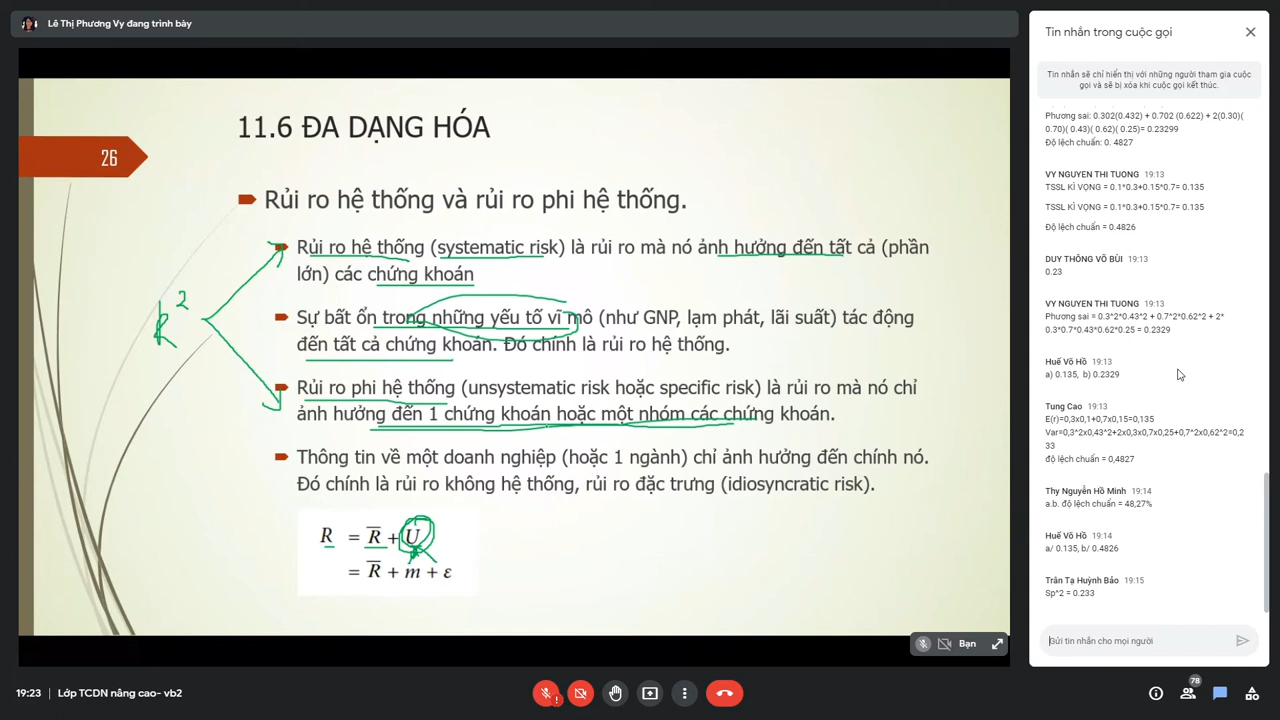 Lê Thị Phương Vy đang trình bày
11.6 ĐA DẠNG HÓA
26
Rủi ro hệ thống và rủi ro phi hệ thống.
Rủi ro hệ thống (systematic risk) là rủi ro mà nó ảnh hưởng đến tất cả (phần
lớn) các chứng khoán
R²
Sự bất ổn trong những yếu tố vĩ mô (như GNP, lạm phát, lãi suất) tác động
đến tất cả chứng khoán. Đó chính là rủi ro hệ thống.
Rủi ro phi hệ thống (unsystematic risk hoặc specific risk) là rủi ro mà nó chỉ
ảnh hưởng đến 1 chứng khoán hoặc một nhóm các chứng khoán.
Thông tin về một doanh nghiệp (hoặc 1 ngành) chỉ ảnh hưởng đến chính nó.
Đó chính là rủi ro không hệ thống, rủi ro đặc trưng (idiosyncratic risk).
R = R̅ + U
= R̅ + m + ε
Bạn
19:23 | Lớp TCDN nâng cao- vb2
78
Tin nhắn trong cuộc gọi
Tin nhắn sẽ chỉ hiển thị với những người tham gia cuộc
gọi và sẽ bị xóa khi cuộc gọi kết thúc.
Phương sai: 0.302(0.432) + 0.702 (0.622) + 2(0.30)(
0.70)( 0.43)( 0.62)( 0.25)= 0.23299
Độ lệch chuẩn: 0. 4827
VY NGUYEN THI TUONG 19:13
TSSL KÌ VỌNG = 0.1*0.3+0.15*0.7= 0.135
TSSL KÌ VỌNG = 0.1*0.3+0.15*0.7= 0.135
Độ lệch chuẩn = 0.4826
DUY THÔNG VÕ BÙI 19:13
0.23
VY NGUYEN THI TUONG 19:13
Phương sai = 0.3^2*0.43^2 + 0.7^2*0.62^2 + 2*
0.3*0.7*0.43*0.62*0.25 = 0.2329
Huế Võ Hồ 19:13
a) 0.135, b) 0.2329
Tung Cao 19:13
E(r)=0,3x0,1+0,7x0,15=0,135
Var=0,3^2x0,43^2+2x0,3x0,7x0,25+0,7^2x0,62^2=0,2
33
độ lệch chuẩn = 0,4827
Thy Nguyễn Hồ Minh 19:14
a.b. độ lệch chuẩn = 48,27%
Huế Võ Hồ 19:14
a/ 0.135, b/ 0.4826
Trân Tạ Huỳnh Bảo 19:15
Sp^2 = 0.233
Gửi tin nhắn cho mọi người